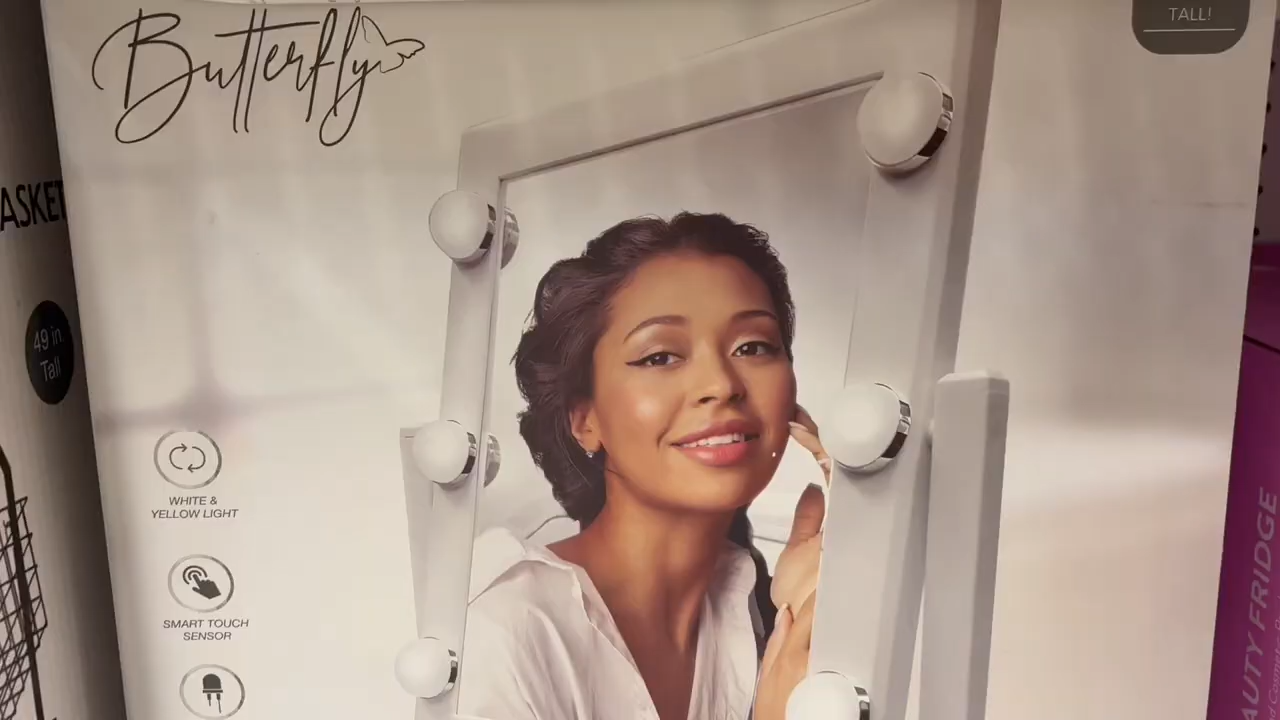 Butterfly
TALL!
ASKET
49 in.
Tall
WHITE &
YELLOW LIGHT
SMART TOUCH
SENSOR
AUTY FRIDGE